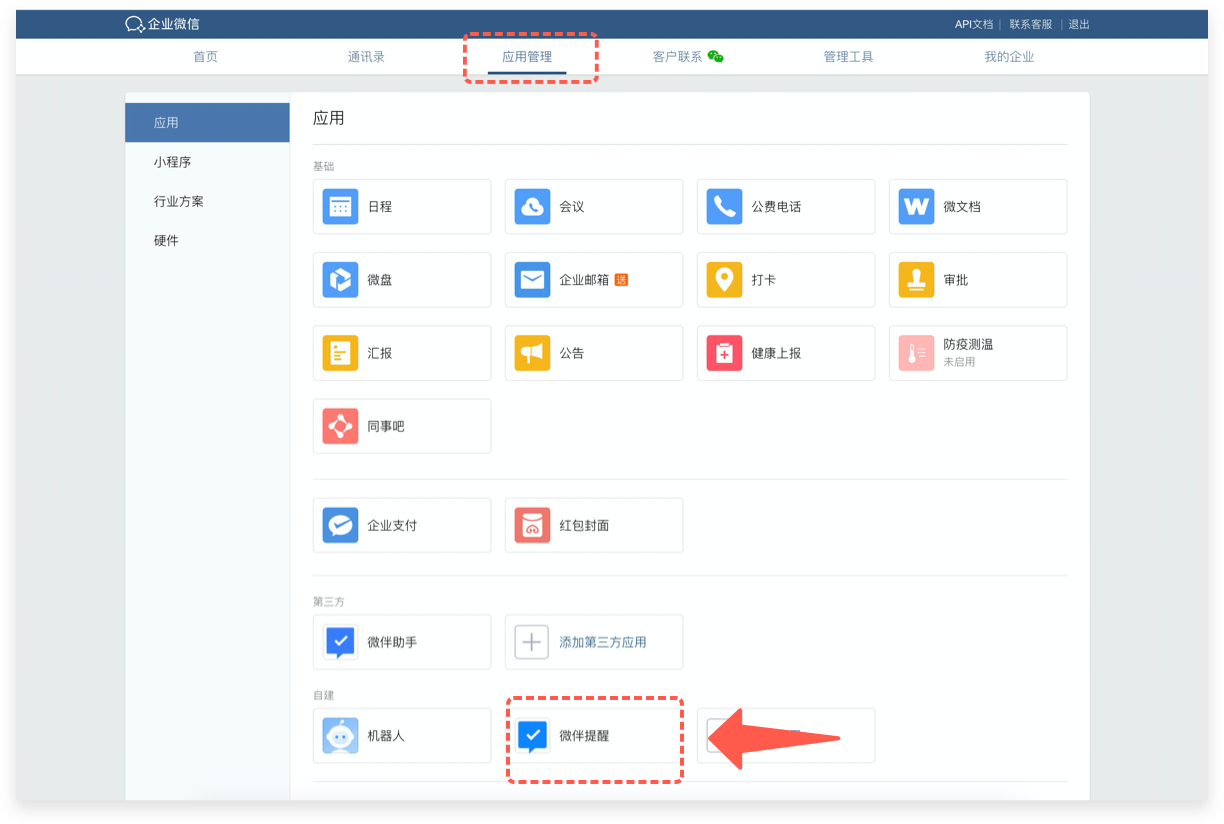 企业微信
API文档 | 联系客服 | 退出
首页 通讯录 应用管理 客户联系 管理工具 我的企业
应用
小程序
行业方案
硬件
应用
基础
日程 会议 公费电话 微文档
微盘 企业邮箱 送 打卡 审批
汇报 公告 健康上报 防疫测温
未启用
同事吧
企业支付 红包封面
第三方
微伴助手 添加第三方应用
自建
机器人 微伴提醒